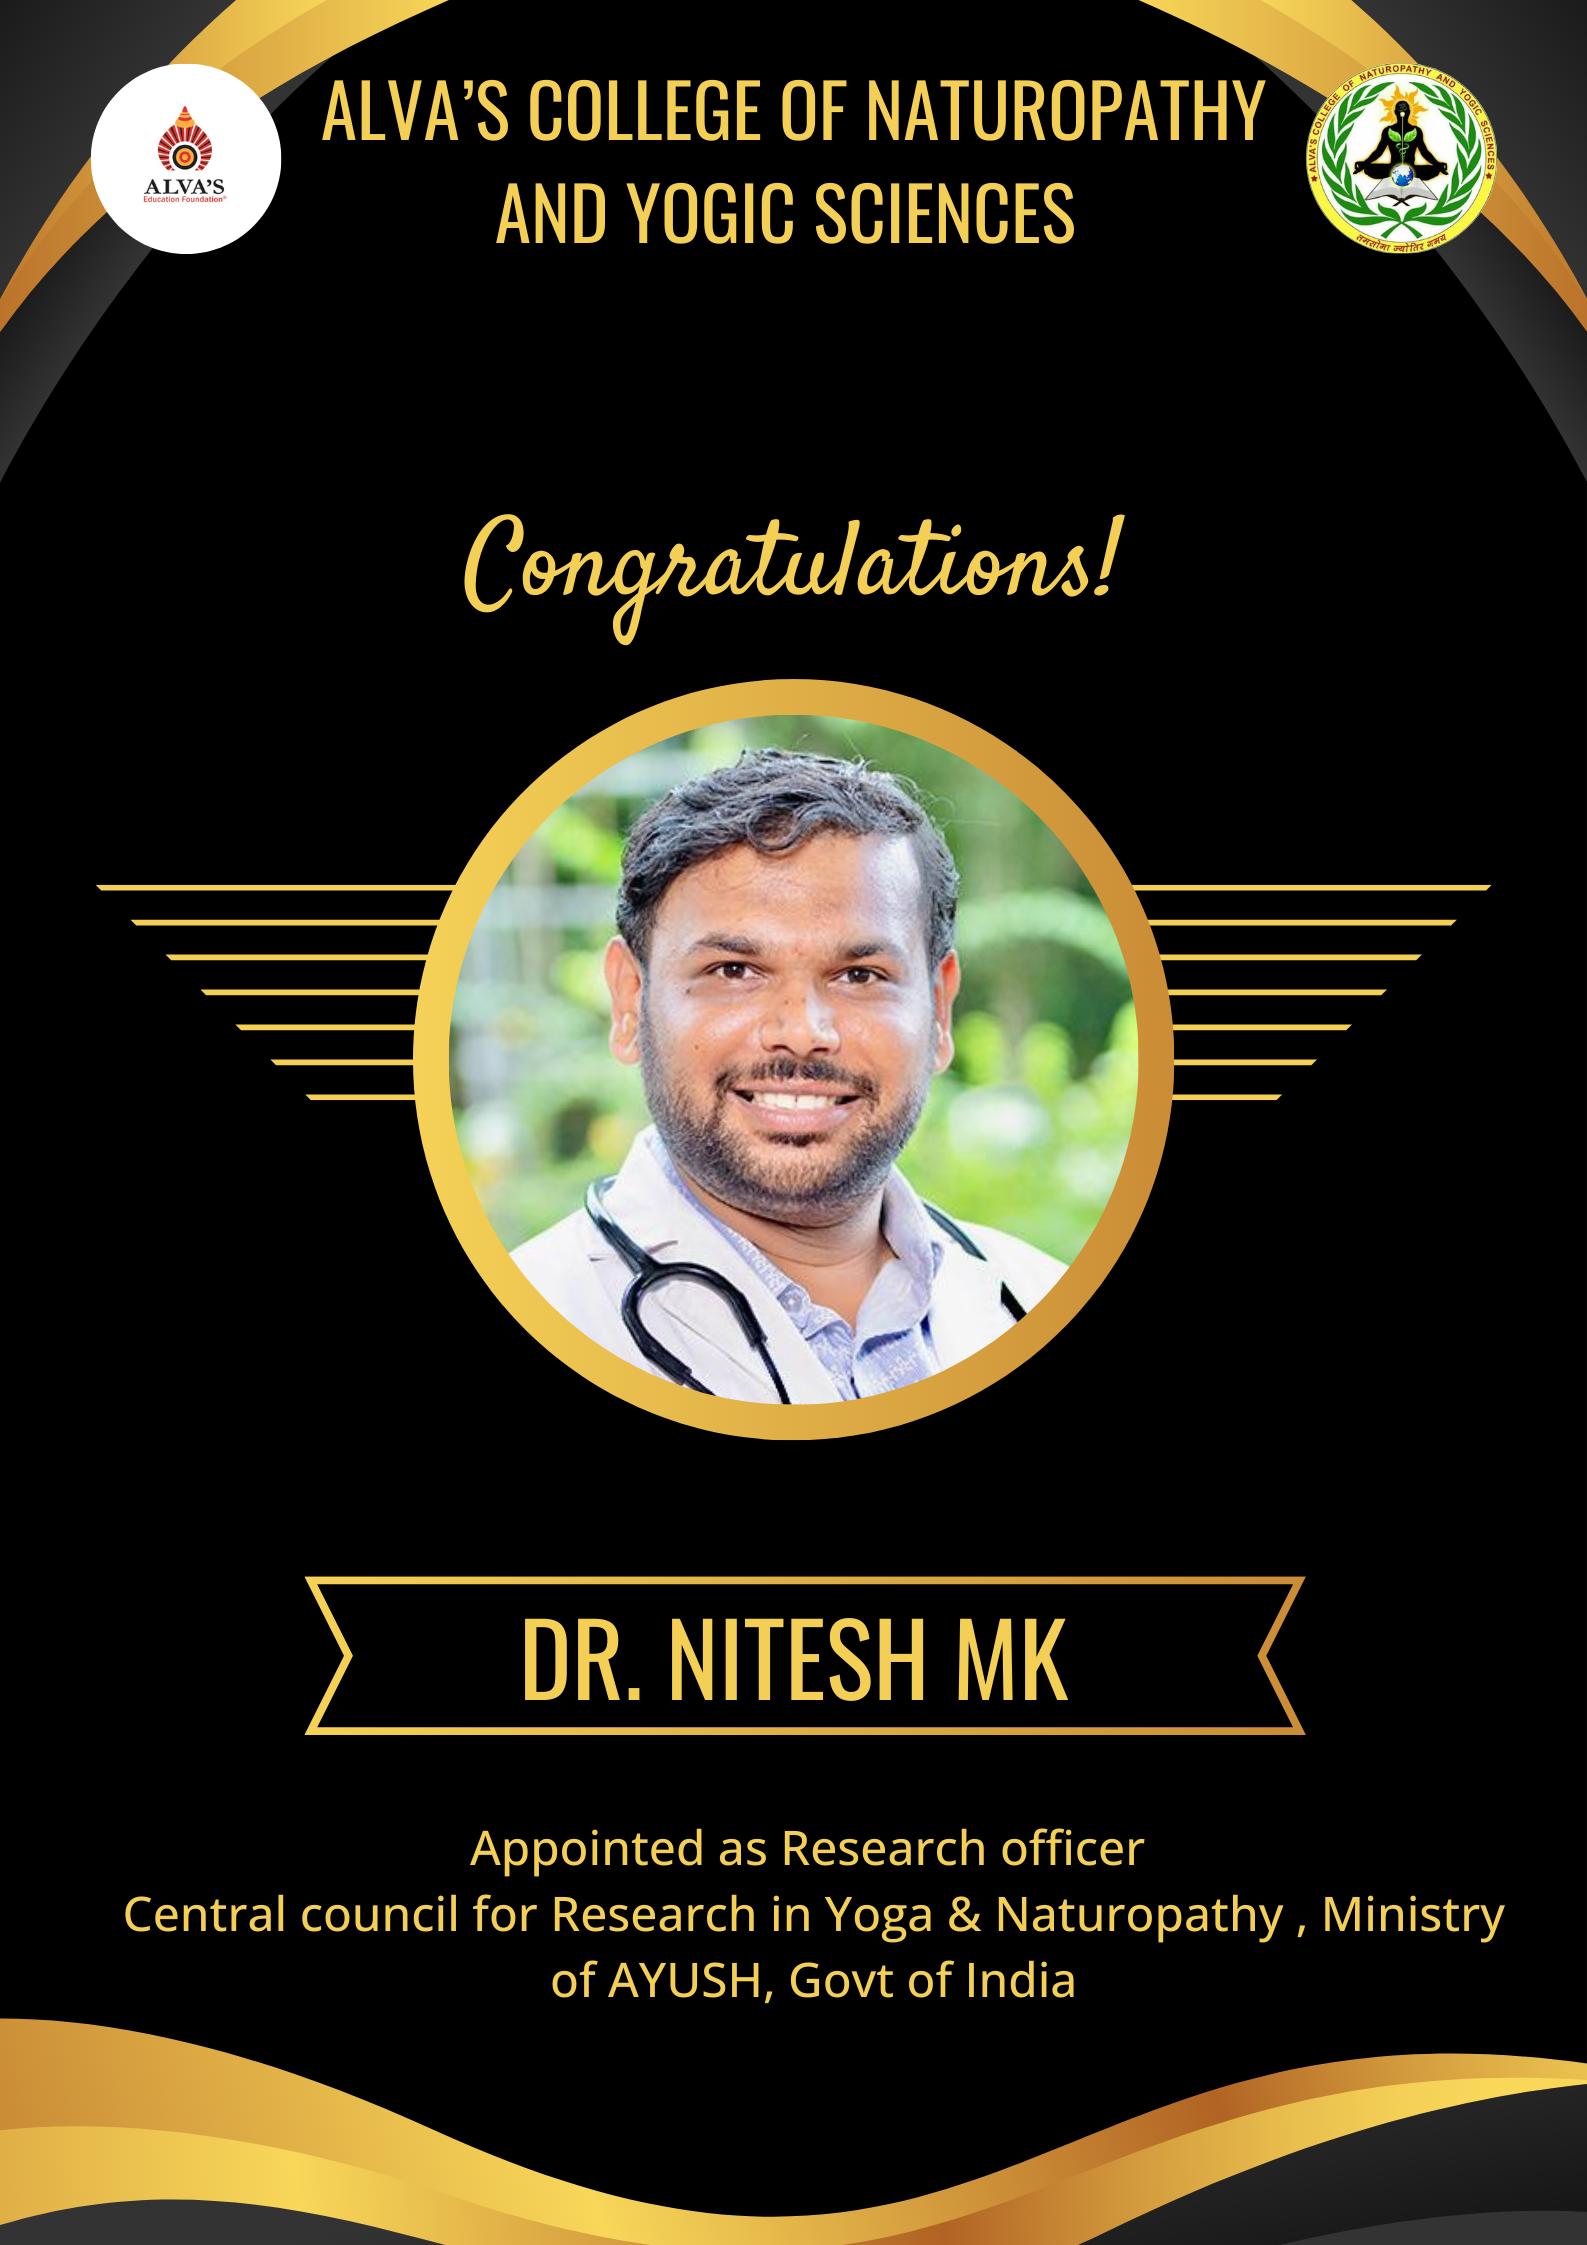 ALVA'S
Education Foundation®
ALVA’S COLLEGE OF NATUROPATHY
AND YOGIC SCIENCES
ALVA'S COLLEGE OF NATUROPATHY AND YOGIC SCIENCES
तमसोमा ज्योतिर गमय
Congratulations!
DR. NITESH MK
Appointed as Research officer
Central council for Research in Yoga & Naturopathy , Ministry
of AYUSH, Govt of India